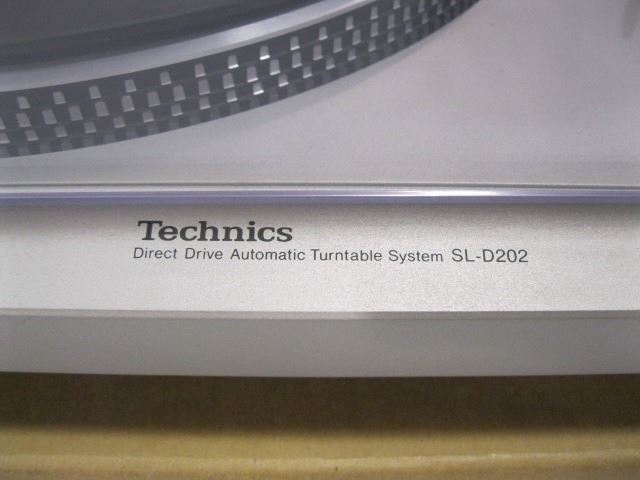 Technics
Direct Drive Automatic Turntable System SL-D202